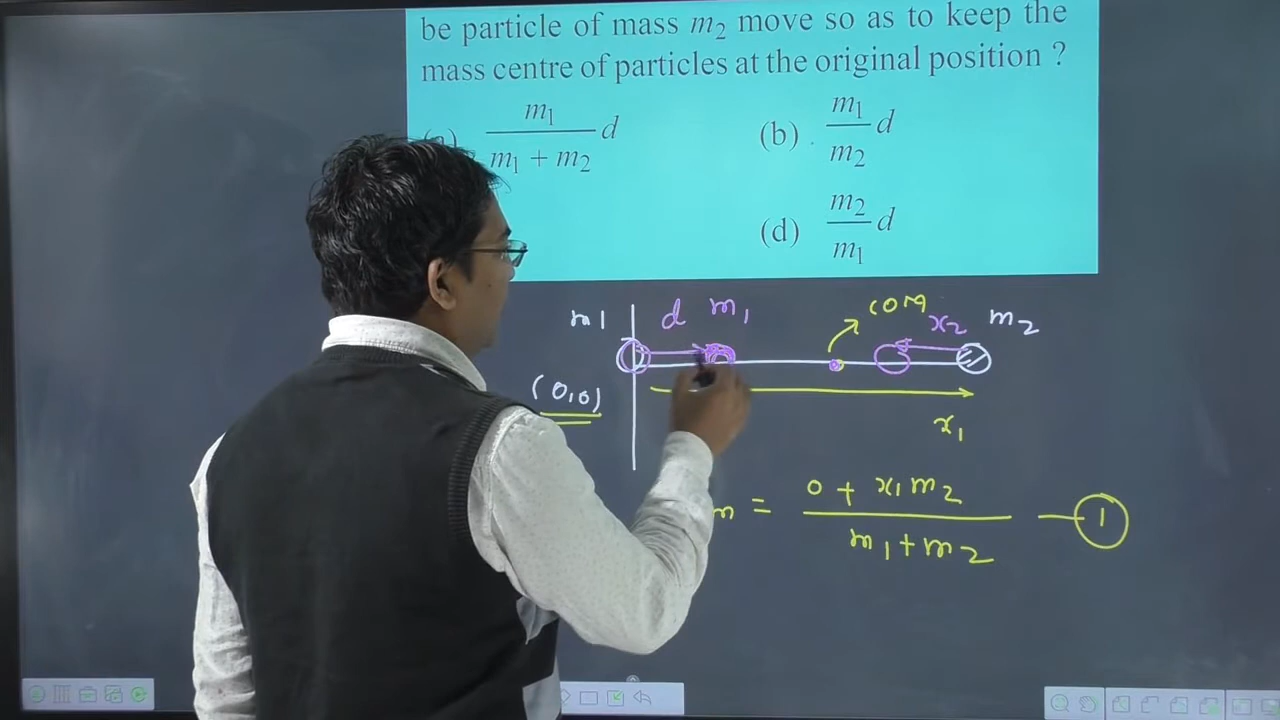 be particle of mass m₂ move so as to keep the
mass centre of particles at the original position ?
m₁ / (m₁ + m₂) d
(b) m₁ / m₂ d
(d) m₂ / m₁ d
m1 d m₁ COM x₂ m₂
(0,0)
x₁
m = (0 + x₁m₂) / (m₁+m₂) — ①